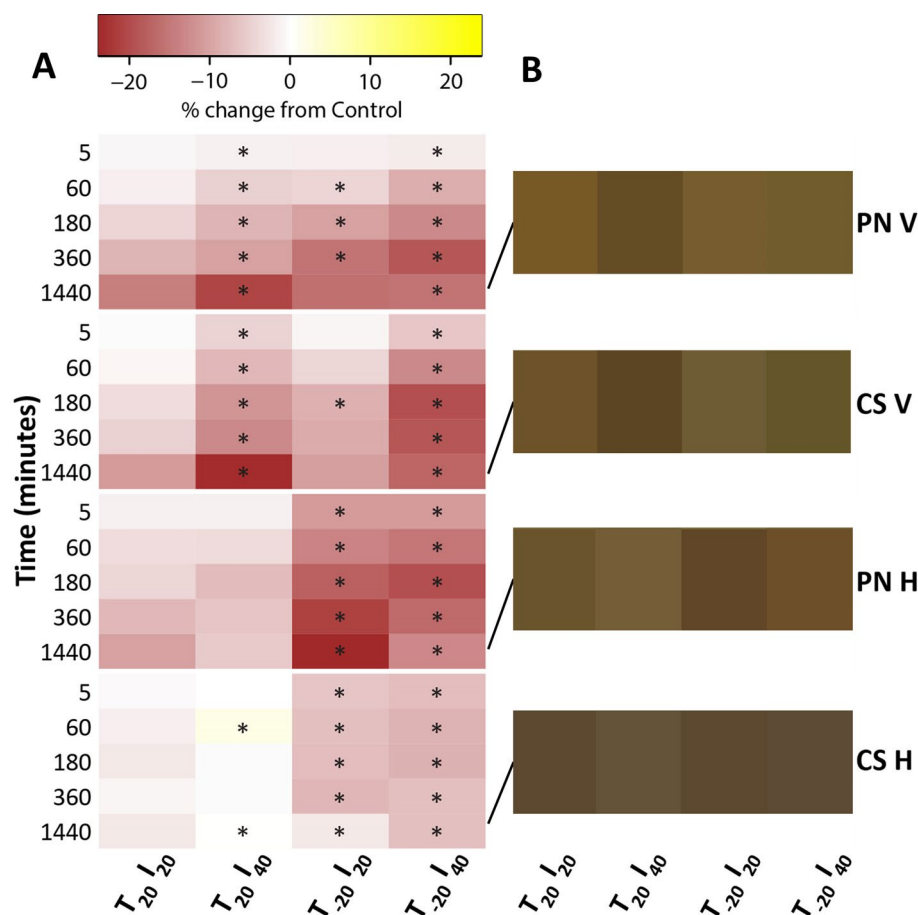 A
B
−20 −10 0 10 20
% change from Control
Time (minutes)
5 * *
60 * * *
180 * * *
360 * * *
1440 * *
PN V
5 * *
60 * *
180 * * *
360 * *
1440 * *
CS V
5 * *
60 * *
180 * *
360 * *
1440 * *
PN H
5 * *
60 * * *
180 * *
360 * *
1440 * * *
CS H
T20 I20 T20 I40 T-20 I20 T-20 I40 T20 I20 T20 I40 T-20 I20 T-20 I40